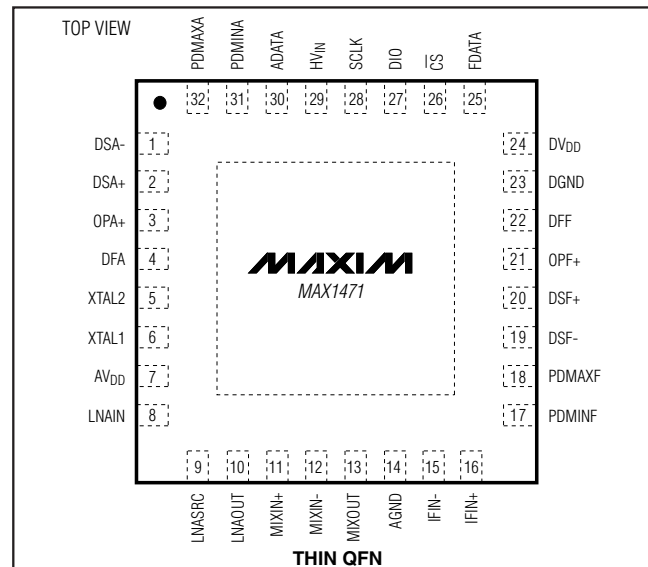 TOP VIEW
PDMAXA
PDMINA
ADATA
HVIN
SCLK
DIO
CS
FDATA
32 31 30 29 28 27 26 25
DSA- 1
DSA+ 2
OPA+ 3
DFA 4
XTAL2 5
XTAL1 6
AVDD 7
LNAIN 8
MAXIM
MAX1471
24 DVDD
23 DGND
22 DFF
21 OPF+
20 DSF+
19 DSF-
18 PDMAXF
17 PDMINF
9 10 11 12 13 14 15 16
LNASRC
LNAOUT
MIXIN+
MIXIN-
MIXOUT
AGND
IFIN-
IFIN+
THIN QFN